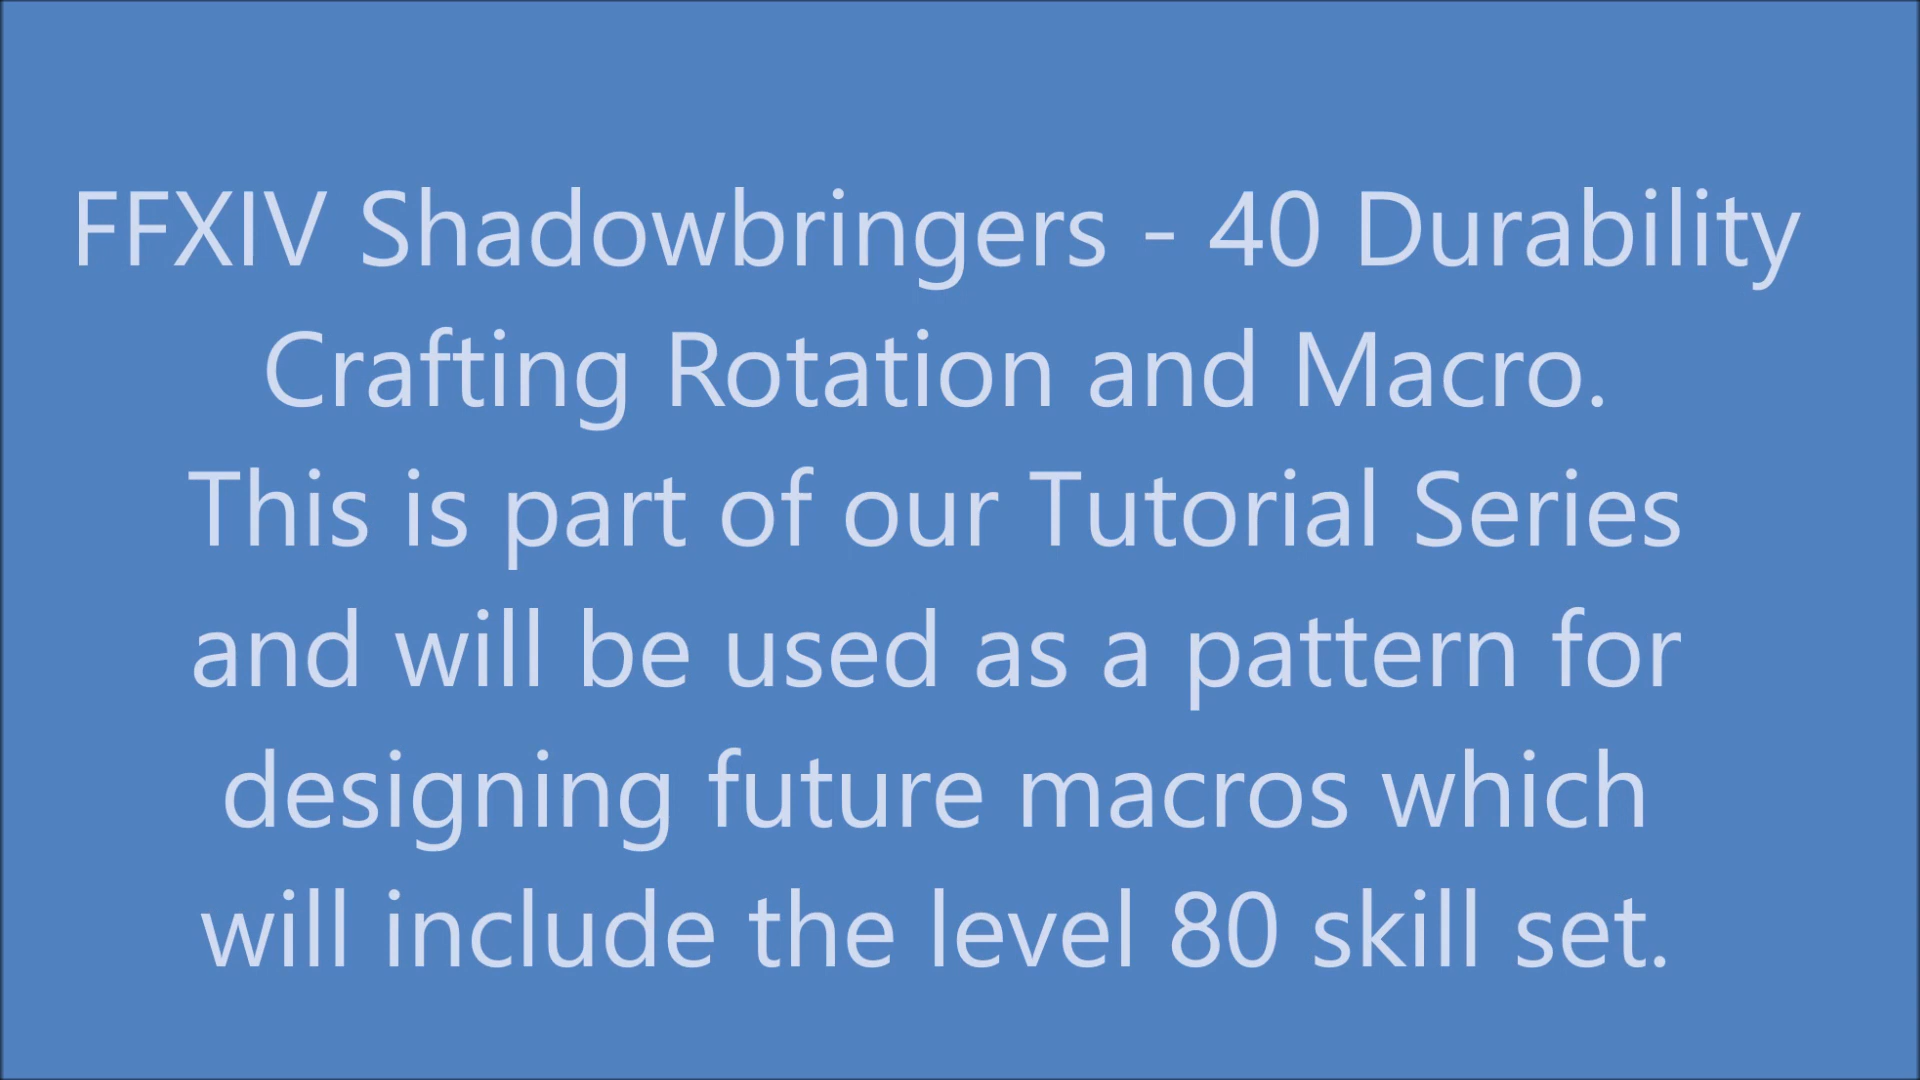 FFXIV Shadowbringers - 40 Durability
Crafting Rotation and Macro.
This is part of our Tutorial Series
and will be used as a pattern for
designing future macros which
will include the level 80 skill set.